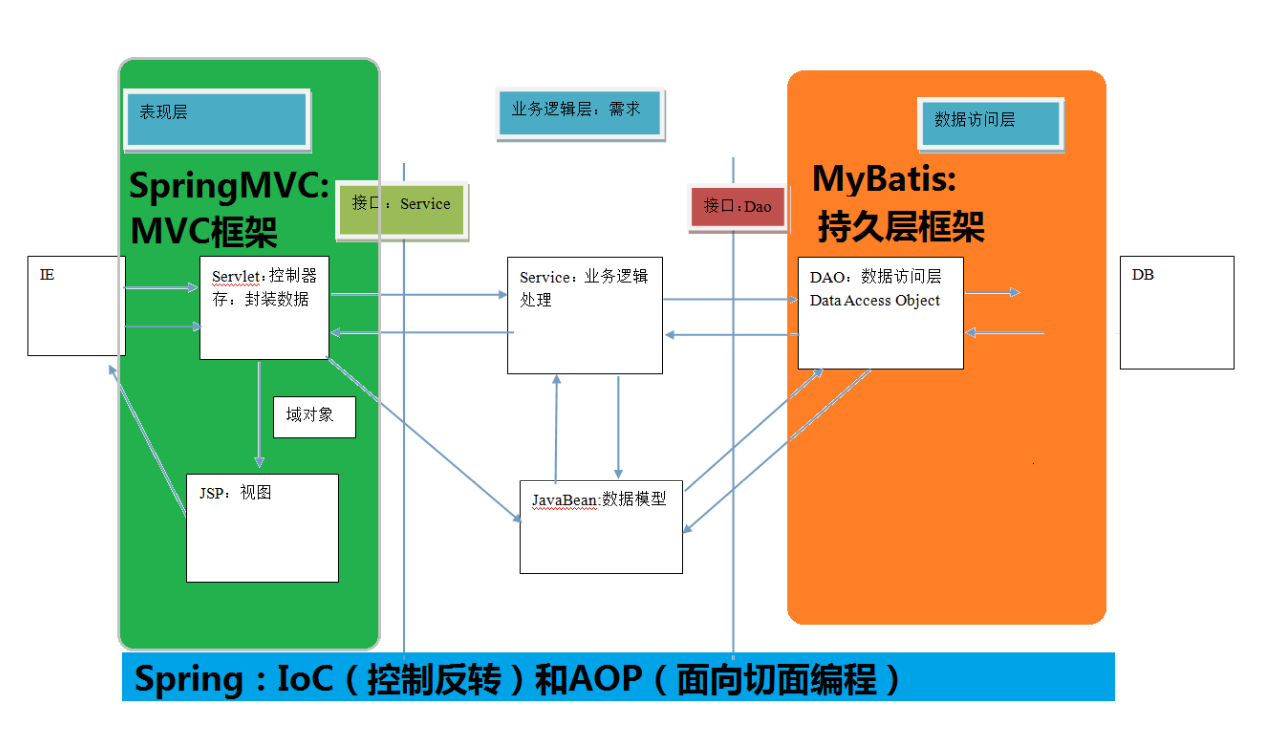 表现层
业务逻辑层：需求
数据访问层
SpringMVC:
MVC框架
接口：Service
接口:Dao
MyBatis:
持久层框架
IE
Servlet:控制器
存：封装数据
Service：业务逻辑
处理
DAO：数据访问层
Data Access Object
DB
域对象
JSP：视图
JavaBean:数据模型
Spring：IoC（控制反转）和AOP（面向切面编程）